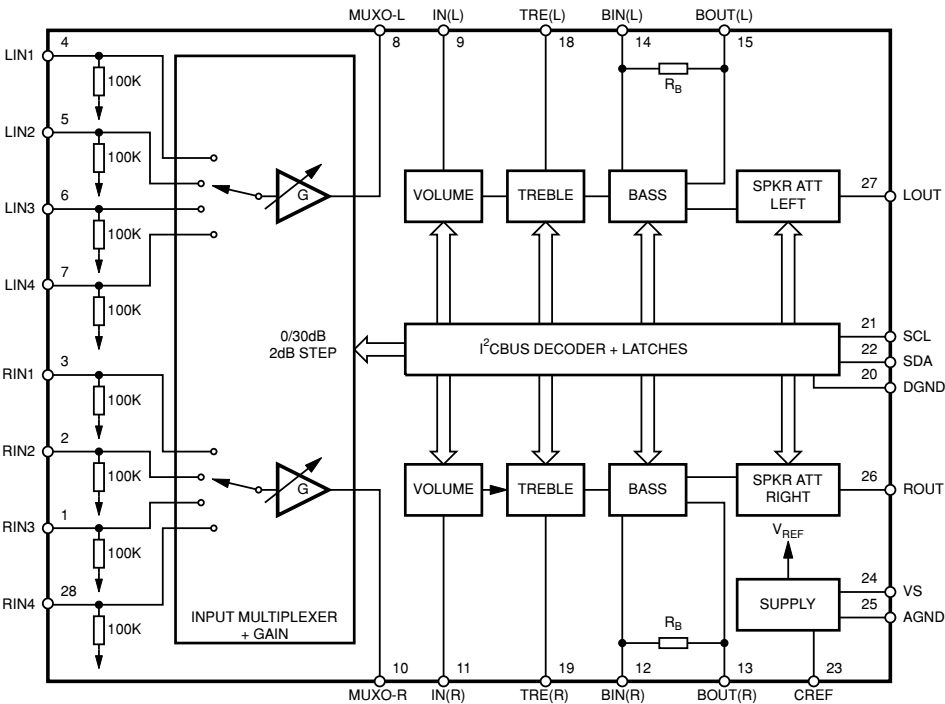 MUXO-L IN(L) TRE(L) BIN(L) BOUT(L)
8 9 18 14 15
LIN1 4
100K
LIN2 5
100K
LIN3 6
100K
LIN4 7
100K
G
R_B
VOLUME TREBLE BASS SPKR ATT LEFT
27 LOUT
0/30dB
2dB STEP
I²CBUS DECODER + LATCHES
21 SCL
22 SDA
20 DGND
RIN1 3
100K
RIN2 2
100K
RIN3 1
100K
RIN4 28
100K
G
VOLUME TREBLE BASS SPKR ATT RIGHT
26 ROUT
V_REF
SUPPLY
24 VS
25 AGND
INPUT MULTIPLEXER
+ GAIN
R_B
10 11 19 12 13 23
MUXO-R IN(R) TRE(R) BIN(R) BOUT(R) CREF